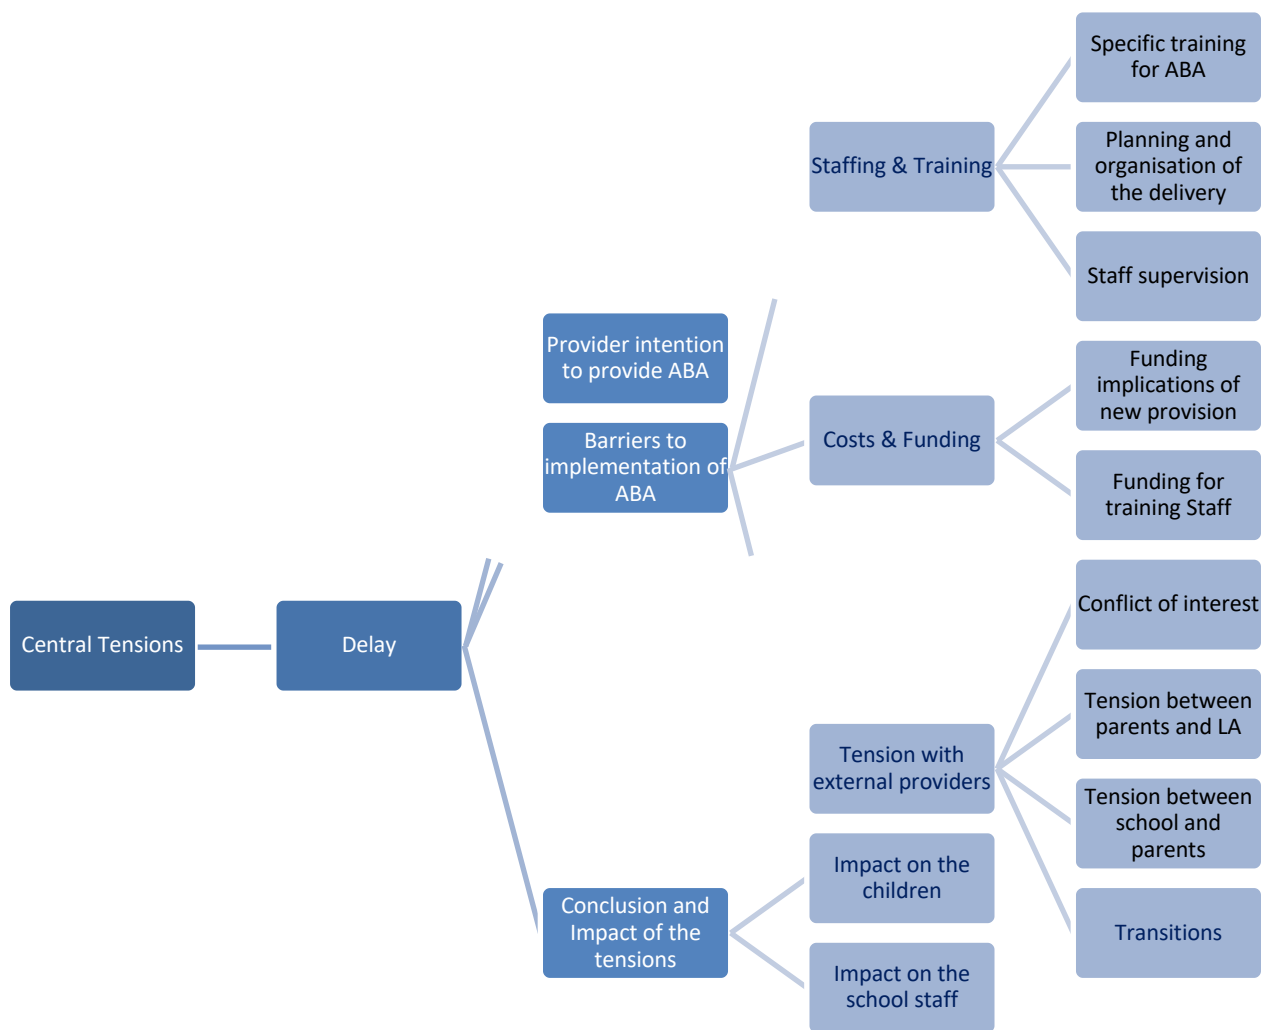 Central Tensions
Delay
Provider intention
to provide ABA
Barriers to
implementation of
ABA
Conclusion and
Impact of the
tensions
Staffing & Training
Costs & Funding
Tension with
external providers
Impact on the
children
Impact on the
school staff
Specific training
for ABA
Planning and
organisation of
the delivery
Staff supervision
Funding
implications of
new provision
Funding for
training Staff
Conflict of interest
Tension between
parents and LA
Tension between
school and
parents
Transitions